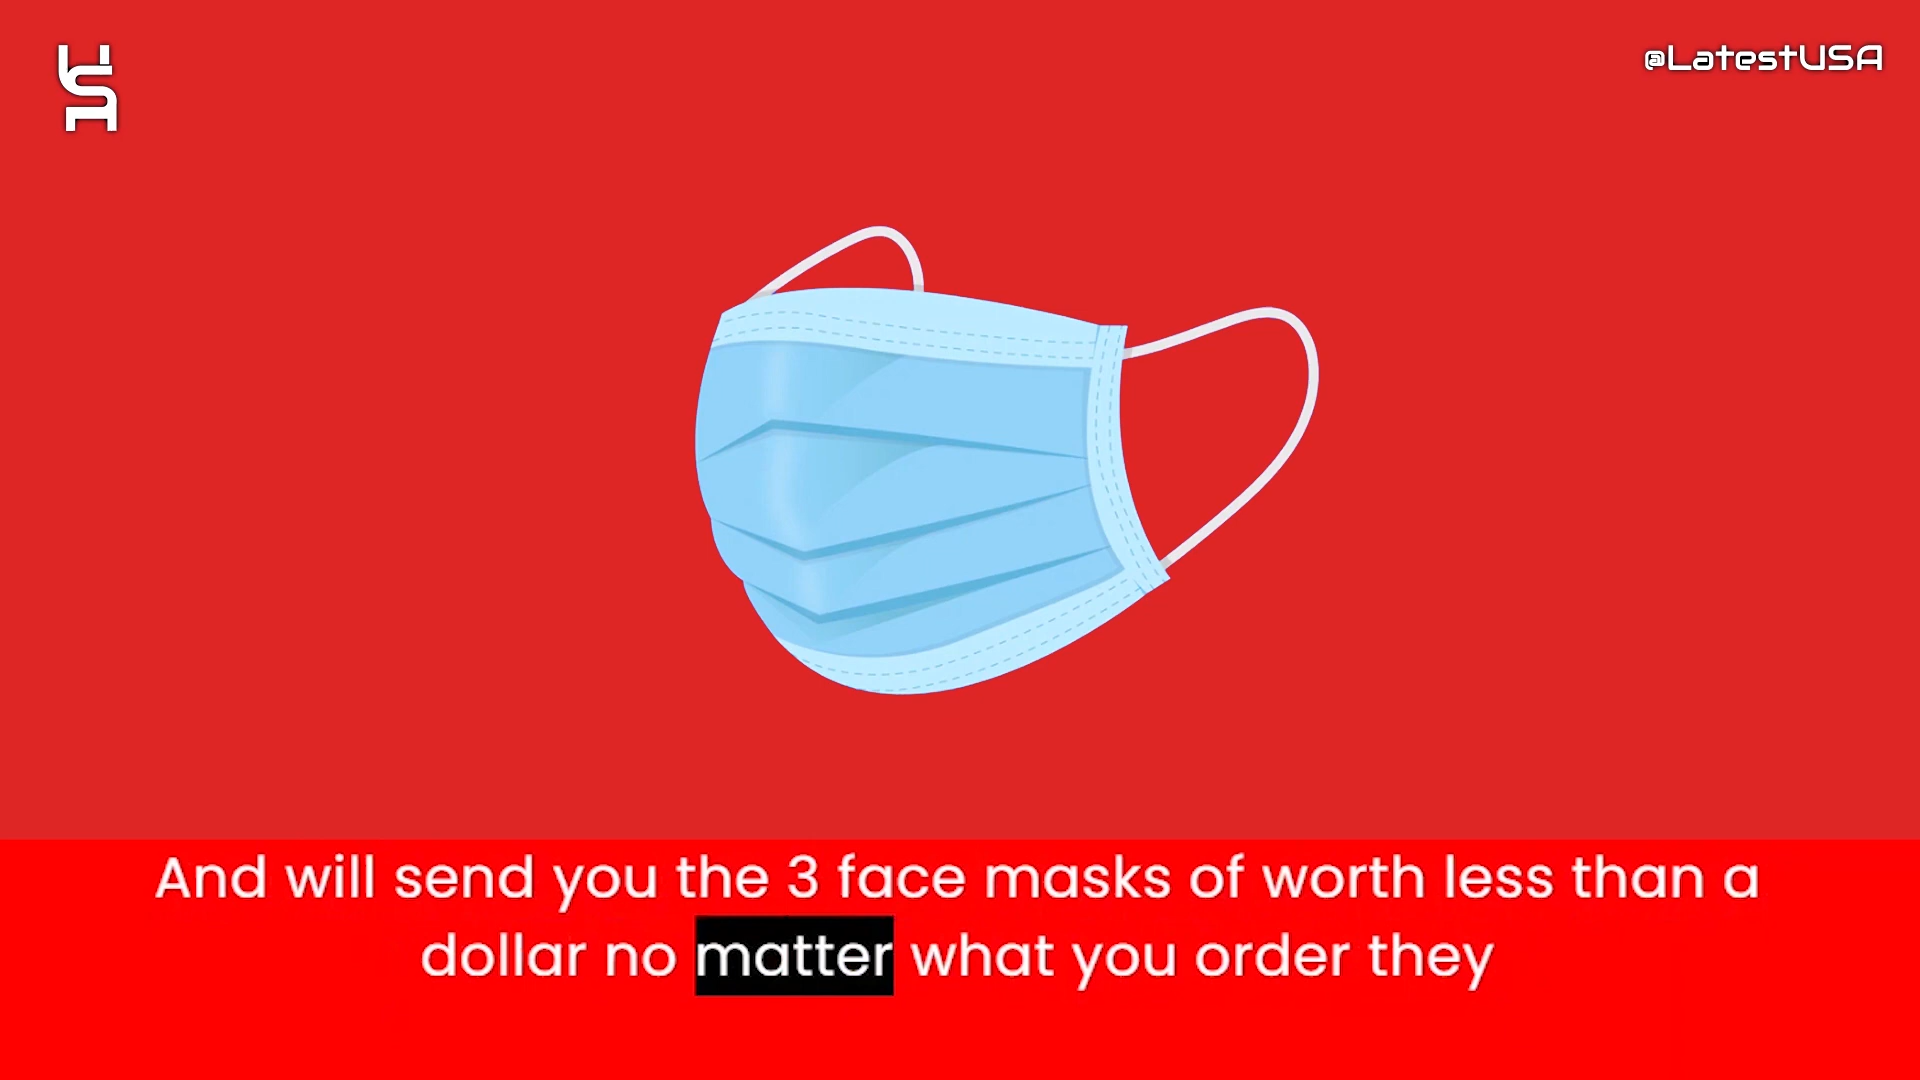 USA
@LatestUSA
And will send you the 3 face masks of worth less than a
dollar no matter what you order they